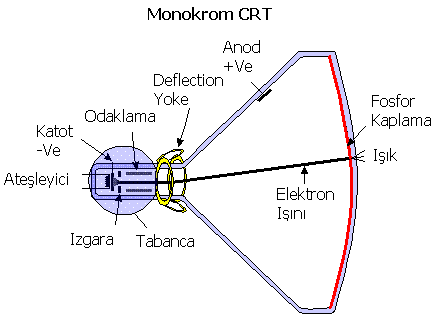 Monokrom CRT
Anod
+Ve
Deflection
Yoke
Odaklama
Fosfor
Kaplama
Katot
-Ve
Işık
Ateşleyici
Elektron
Işını
Izgara
Tabanca